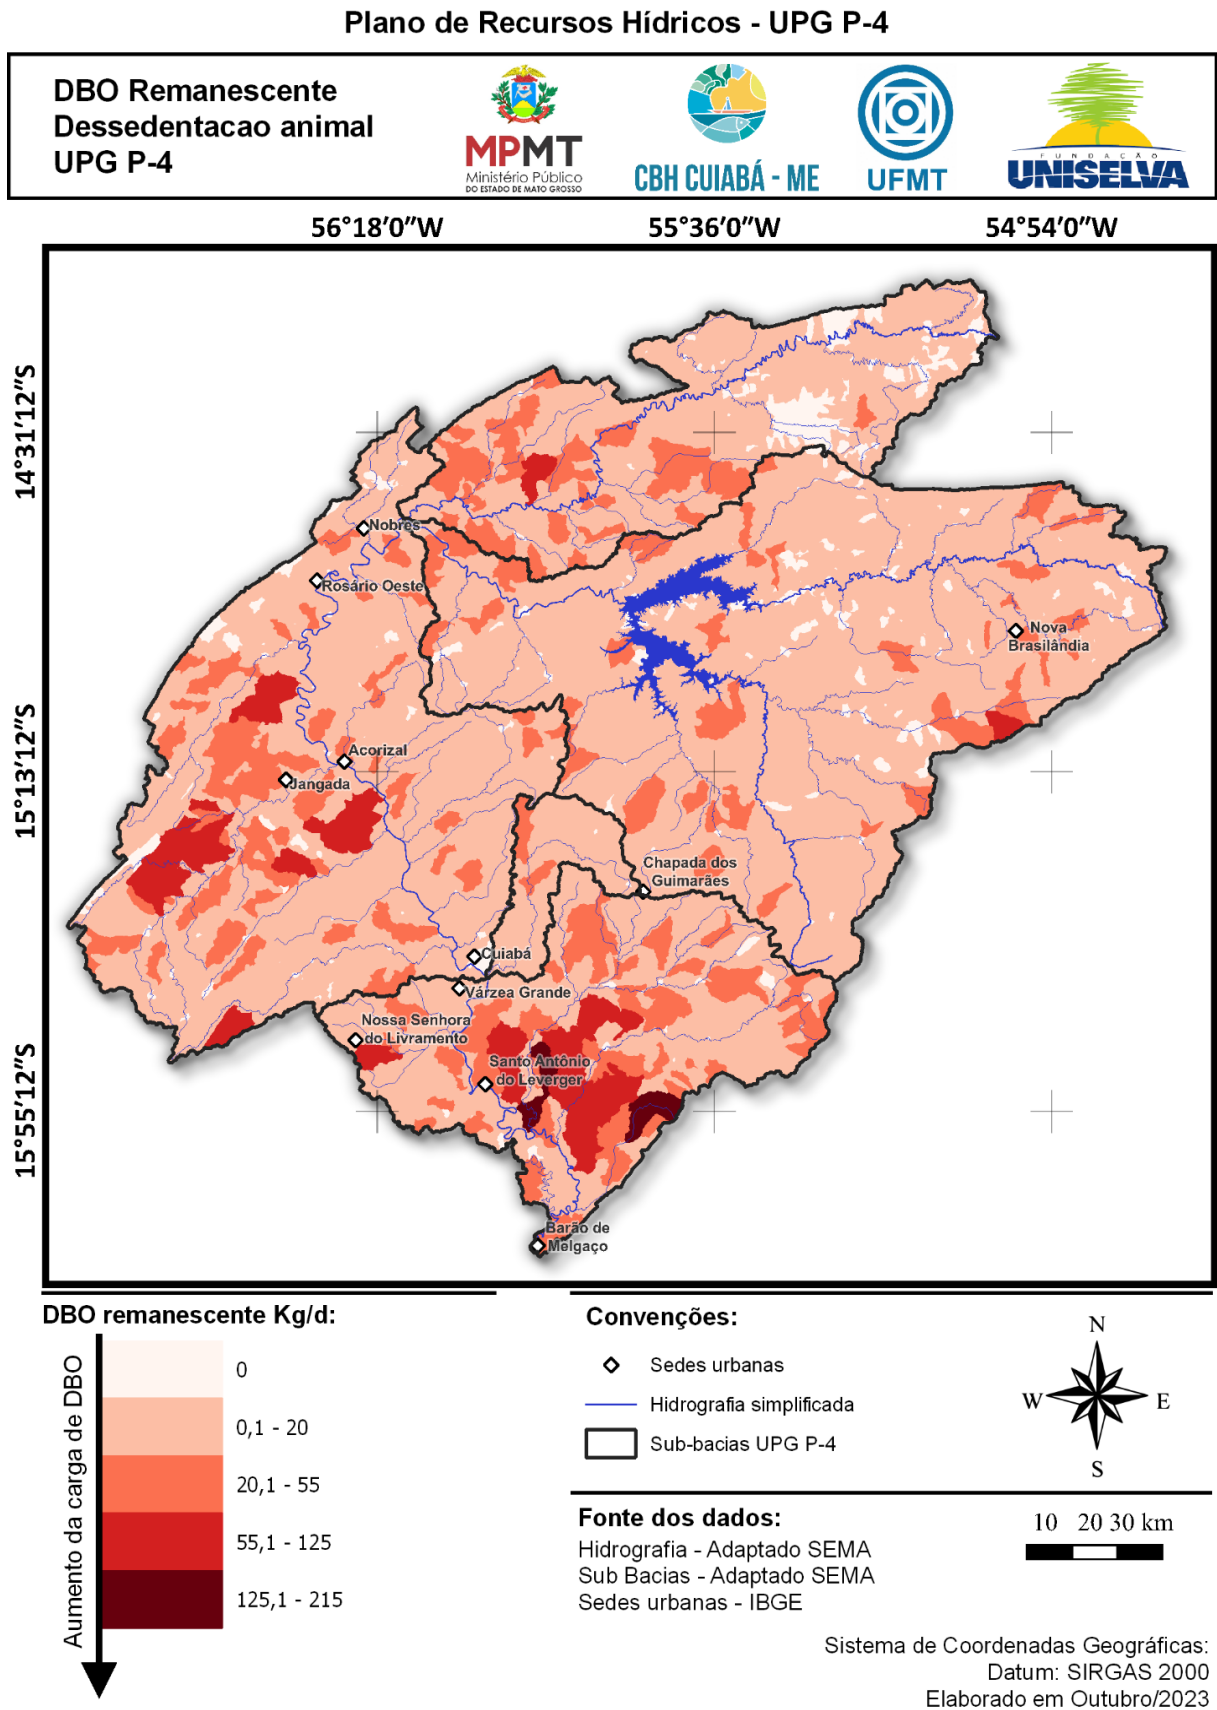 Plano de Recursos Hídricos - UPG P-4
DBO Remanescente
Dessedentacao animal
UPG P-4
MPMT
Ministério Público
DO ESTADO DE MATO GROSSO
CBH CUIABÁ - ME
UFMT
FUNDAÇÃO
UNISELVA
56°18′0″W
55°36′0″W
54°54′0″W
14°31′12″S
15°13′12″S
15°55′12″S
Nobres
Rosário Oeste
Nova
Brasilândia
Acorizal
Jangada
Chapada dos
Guimarães
Cuiabá
Várzea Grande
Nossa Senhora
do Livramento
Santo Antônio
do Leverger
Barão de
Melgaço
DBO remanescente Kg/d:
Aumento da carga de DBO
0
0,1 - 20
20,1 - 55
55,1 - 125
125,1 - 215
Convenções:
Sedes urbanas
Hidrografia simplificada
Sub-bacias UPG P-4
N
W
E
S
Fonte dos dados:
Hidrografia - Adaptado SEMA
Sub Bacias - Adaptado SEMA
Sedes urbanas - IBGE
10 20 30 km
Sistema de Coordenadas Geográficas:
Datum: SIRGAS 2000
Elaborado em Outubro/2023